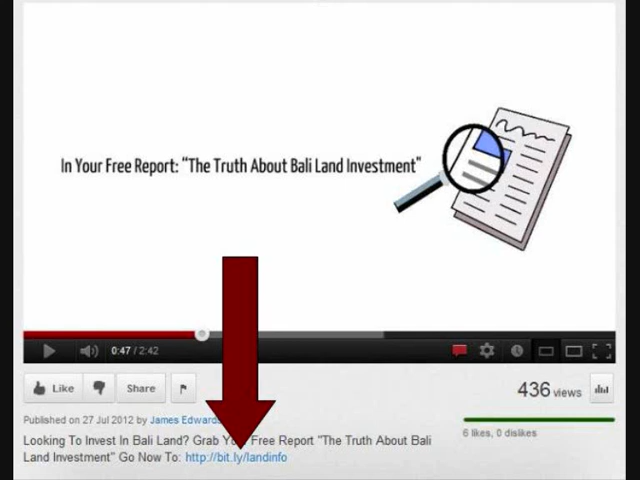 In Your Free Report: “The Truth About Bali Land Investment"
0:47 / 2:42
Like
Share
436 views
Published on 27 Jul 2012 by James Edwards
6 likes, 0 dislikes
Looking To Invest In Bali Land? Grab Free Report "The Truth About Bali
Land Investment" Go Now To: http://bit.ly/landinfo